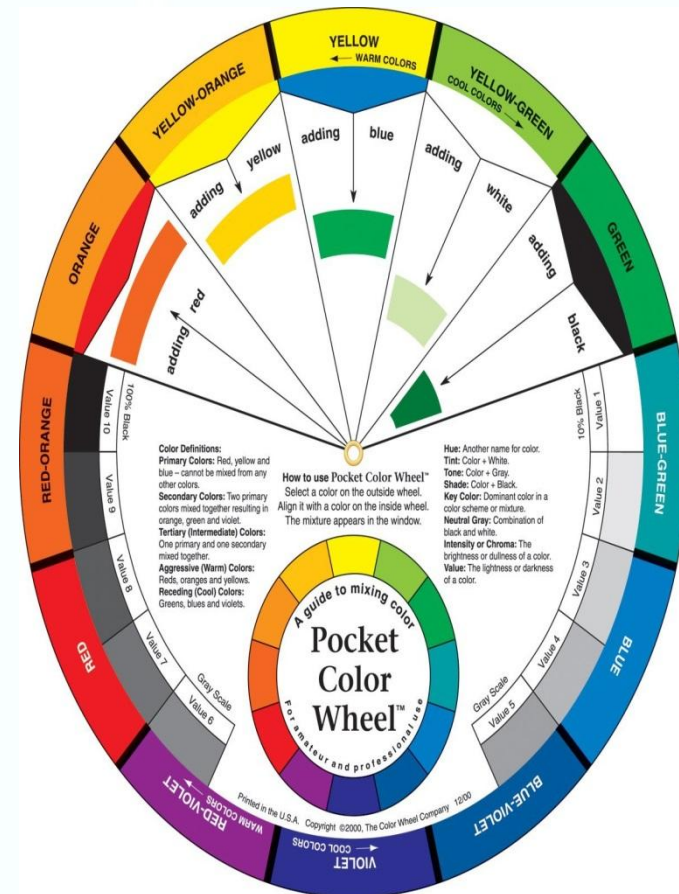 YELLOW
← WARM COLORS
YELLOW-GREEN
COOL COLORS →
GREEN
BLUE-GREEN
BLUE
BLUE-VIOLET
VIOLET
COOL COLORS →
RED-VIOLET
WARM COLORS ←
RED
RED-ORANGE
ORANGE
YELLOW-ORANGE
adding red
adding yellow
adding blue
adding white
adding black
100% Black
Value 10
Value 9
Value 8
Value 7
Value 6
Gray Scale
10% Black
Value 1
Value 2
Value 3
Value 4
Value 5
Gray Scale
Color Definitions:
Primary Colors: Red, yellow and
blue – cannot be mixed from any
other colors.
Secondary Colors: Two primary
colors mixed together resulting in
orange, green and violet.
Tertiary (Intermediate) Colors:
One primary and one secondary
mixed together.
Aggressive (Warm) Colors:
Reds, oranges and yellows.
Receding (Cool) Colors:
Greens, blues and violets.
How to use Pocket Color Wheel™
Select a color on the outside wheel.
Align it with a color on the inside wheel.
The mixture appears in the window.
Hue: Another name for color.
Tint: Color + White.
Tone: Color + Gray.
Shade: Color + Black.
Key Color: Dominant color in a
color scheme or mixture.
Neutral Gray: Combination of
black and white.
Intensity or Chroma: The
brightness or dullness of a color.
Value: The lightness or darkness
of a color.
A guide to mixing color
Pocket
Color
Wheel™
For amateur and professional use
Printed in the U.S.A. Copyright ©2000, The Color Wheel Company 12/00